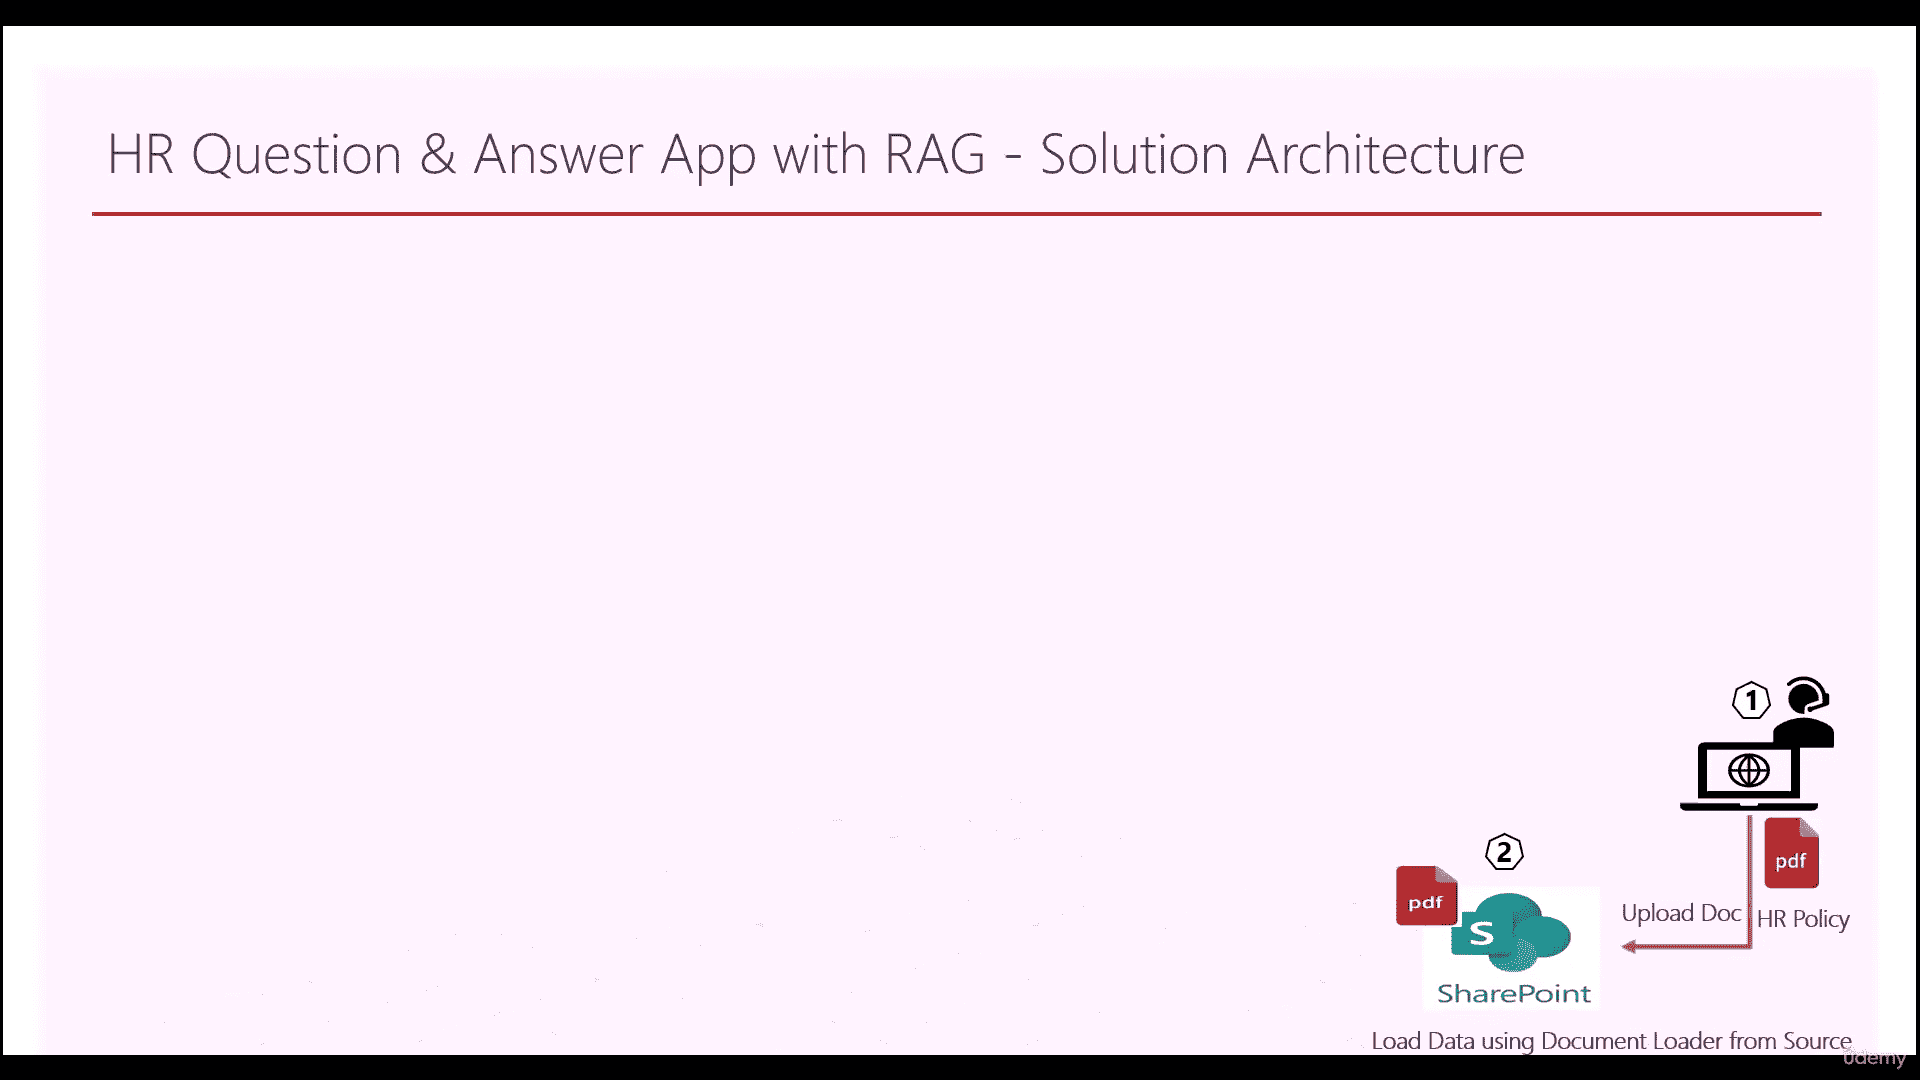 HR Question & Answer App with RAG - Solution Architecture
1
pdf
Upload Doc
HR Policy
2
pdf
S
SharePoint
Load Data using Document Loader from Source
Udemy